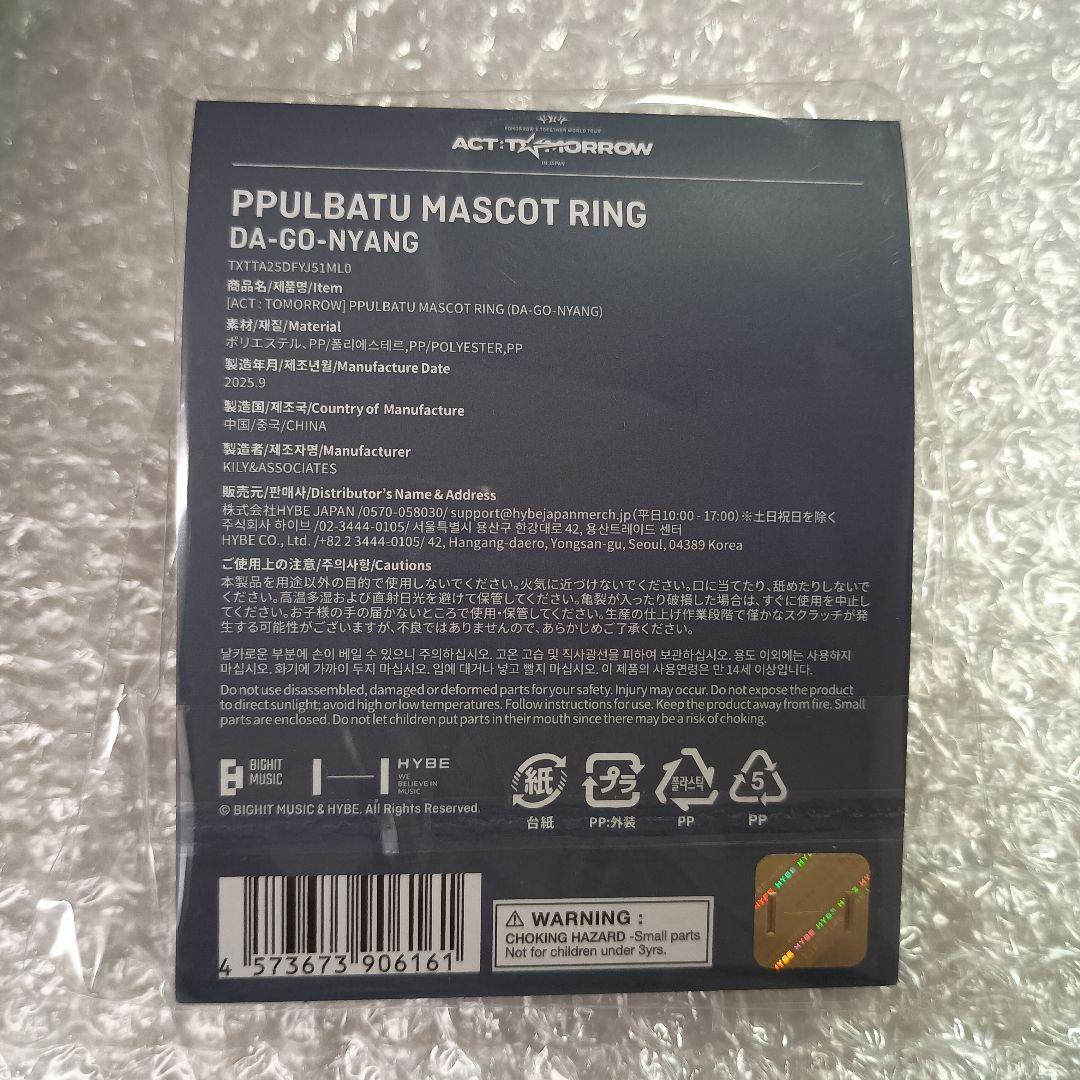 TOMORROW X TOGETHER WORLD TOUR
ACT:TOMORROW
IN JAPAN
PPULBATU MASCOT RING
DA-GO-NYANG
TXTTA25DFYJ51ML0
商品名/제품명/Item
[ACT : TOMORROW] PPULBATU MASCOT RING (DA-GO-NYANG)
素材/재질/Material
ポリエステル、PP/폴리에스테르,PP/POLYESTER,PP
製造年月/제조년월/Manufacture Date
2025.9
製造国/제조국/Country of Manufacture
中国/중국/CHINA
製造者/제조자명/Manufacturer
KILY&ASSOCIATES
販売元/판매사/Distributor's Name & Address
株式会社HYBE JAPAN /0570-058030/ support@hybejapanmerch.jp (平日10:00 - 17:00) ※土日祝日を除く
주식회사 하이브 /02-3444-0105/ 서울특별시 용산구 한강대로 42, 용산트레이드 센터
HYBE CO., Ltd. /+82 2 3444-0105/ 42, Hangang-daero, Yongsan-gu, Seoul, 04389 Korea
ご使用上の注意/주의사항/Cautions
本製品を用途以外の目的で使用しないでください。火気に近づけないでください。口に当てたり、舐めたりしないで
ください。高温多湿および直射日光を避けて保管してください。亀裂が入ったり破損した場合は、すぐに使用を中止し
てください。お子様の手の届かないところで使用・保管してください。生産の仕上げ作業段階で僅かなスクラッチが発
生する可能性がございますが、不良ではありませんので、あらかじめご了承ください。
날카로운 부분에 손이 베일 수 있으니 주의하십시오. 고온 고습 및 직사광선을 피하여 보관하십시오. 용도 이외에는 사용하지
마십시오. 화기에 가까이 두지 마십시오. 입에 대거나 넣고 빨지 마십시오. 이 제품의 사용연령은 만 14세 이상입니다.
Do not use disassembled, damaged or deformed parts for your safety. Injury may occur. Do not expose the product
to direct sunlight; avoid high or low temperatures. Follow instructions for use. Keep the product away from fire. Small
parts are enclosed. Do not let children put parts in their mouth since there may be a risk of choking.
BIGHIT
MUSIC
HYBE
WE
BELIEVE IN
MUSIC
© BIGHIT MUSIC & HYBE. All Rights Reserved.
紙
台紙
プラ
PP:外装
플라스틱
PP
5
PP
4 573673 906161
WARNING :
CHOKING HAZARD -Small parts
Not for children under 3yrs.
HYBE HYBE HYBE
HYBE HYBE HYBE HYBE